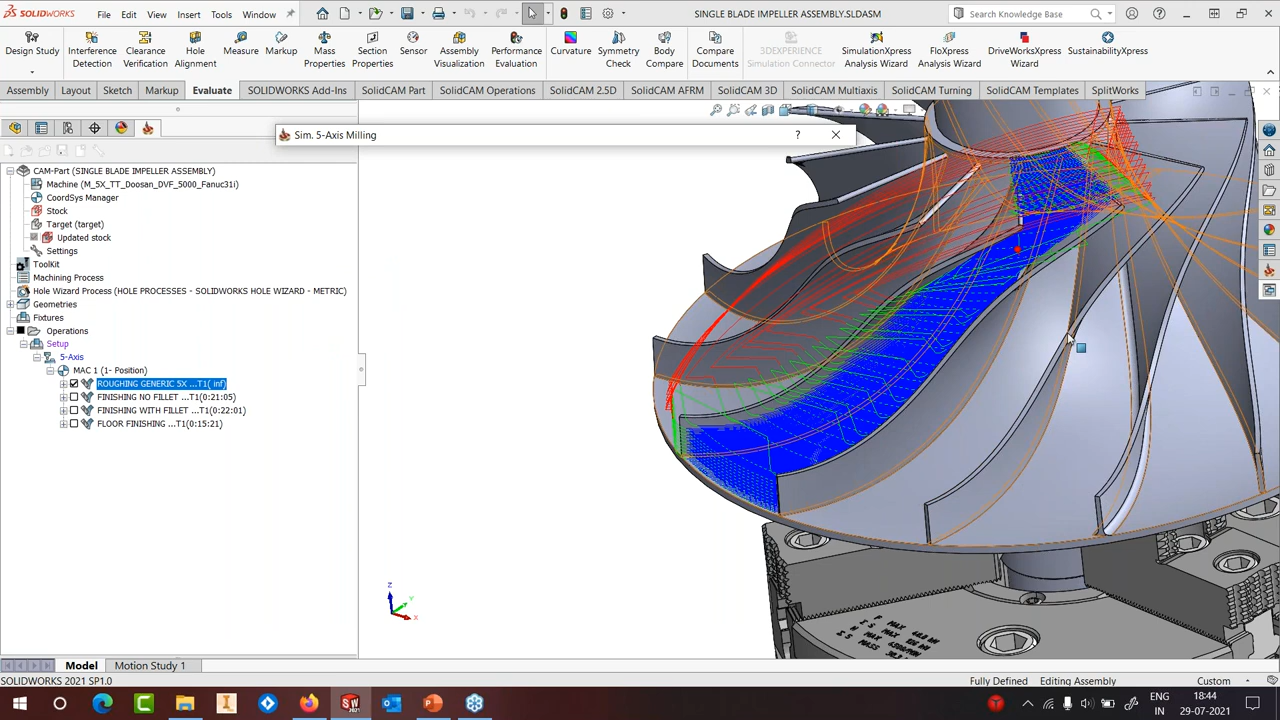 SOLIDWORKS File Edit View Insert Tools Window SINGLE BLADE IMPELLER ASSEMBLY.SLDASM Search Knowledge Base
Design Study
Interference Detection
Clearance Verification
Hole Alignment
Measure
Markup
Mass Properties
Section Properties
Sensor
Assembly Visualization
Performance Evaluation
Curvature
Symmetry Check
Body Compare
Compare Documents
3DEXPERIENCE Simulation Connector
SimulationXpress Analysis Wizard
FloXpress Analysis Wizard
DriveWorksXpress Wizard
SustainabilityXpress
Assembly Layout Sketch Markup Evaluate SOLIDWORKS Add-Ins SolidCAM Part SolidCAM Operations SolidCAM 2.5D SolidCAM AFRM SolidCAM 3D SolidCAM Multiaxis SolidCAM Turning SolidCAM Templates SplitWorks
Sim. 5-Axis Milling ?
CAM-Part (SINGLE BLADE IMPELLER ASSEMBLY)
Machine (M_5X_TT_Doosan_DVF_5000_Fanuc31i)
CoordSys Manager
Stock
Target (target)
Updated stock
Settings
ToolKit
Machining Process
Hole Wizard Process (HOLE PROCESSES - SOLIDWORKS HOLE WIZARD - METRIC)
Geometries
Fixtures
Operations
Setup
5-Axis
MAC 1 (1- Position)
ROUGHING GENERIC 5X ...T1( inf)
FINISHING NO FILLET ...T1(0:21:05)
FINISHING WITH FILLET ...T1(0:22:01)
FLOOR FINISHING ...T1(0:15:21)
Z
Y
X
Model Motion Study 1
SOLIDWORKS 2021 SP1.0 Fully Defined Editing Assembly Custom
ENG 18:44
IN 29-07-2021